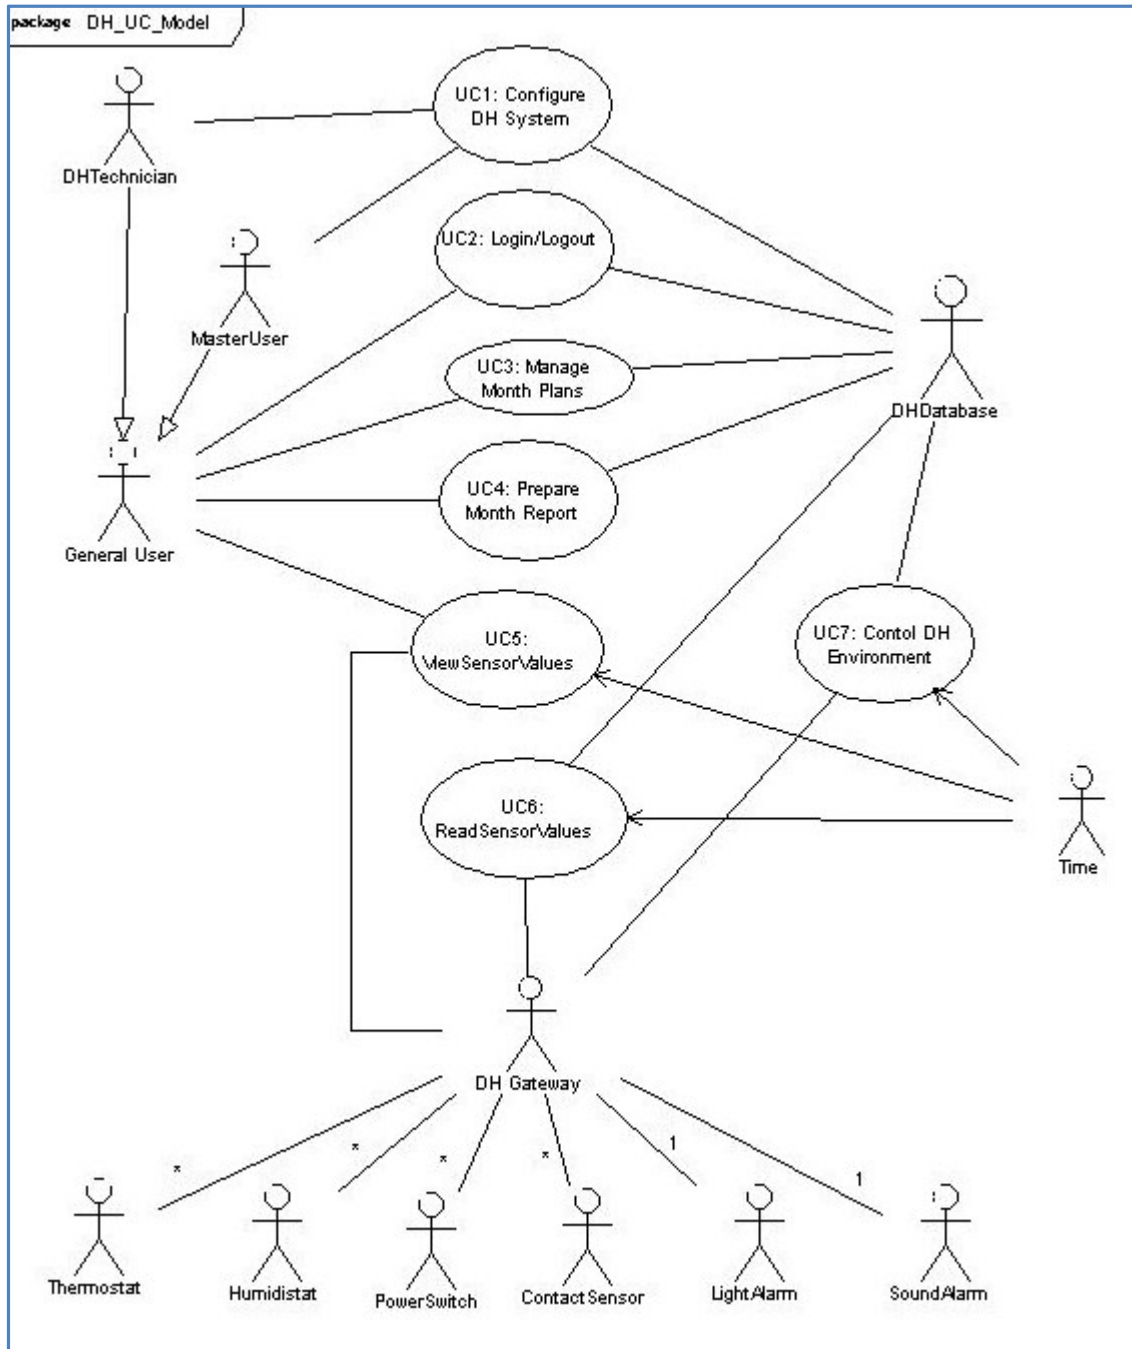 package DH_UC_Model
UC1: Configure
DH System
DHTechnician
UC2: Login/Logout
MasterUser
UC3: Manage
Month Plans
DHDatabase
UC4: Prepare
Month Report
General User
UC5:
ViewSensorValues
UC7: Contol DH
Environment
UC6:
ReadSensorValues
Time
DH Gateway
*
*
*
*
1
1
Thermostat
Humidistat
PowerSwitch
ContactSensor
LightAlarm
SoundAlarm